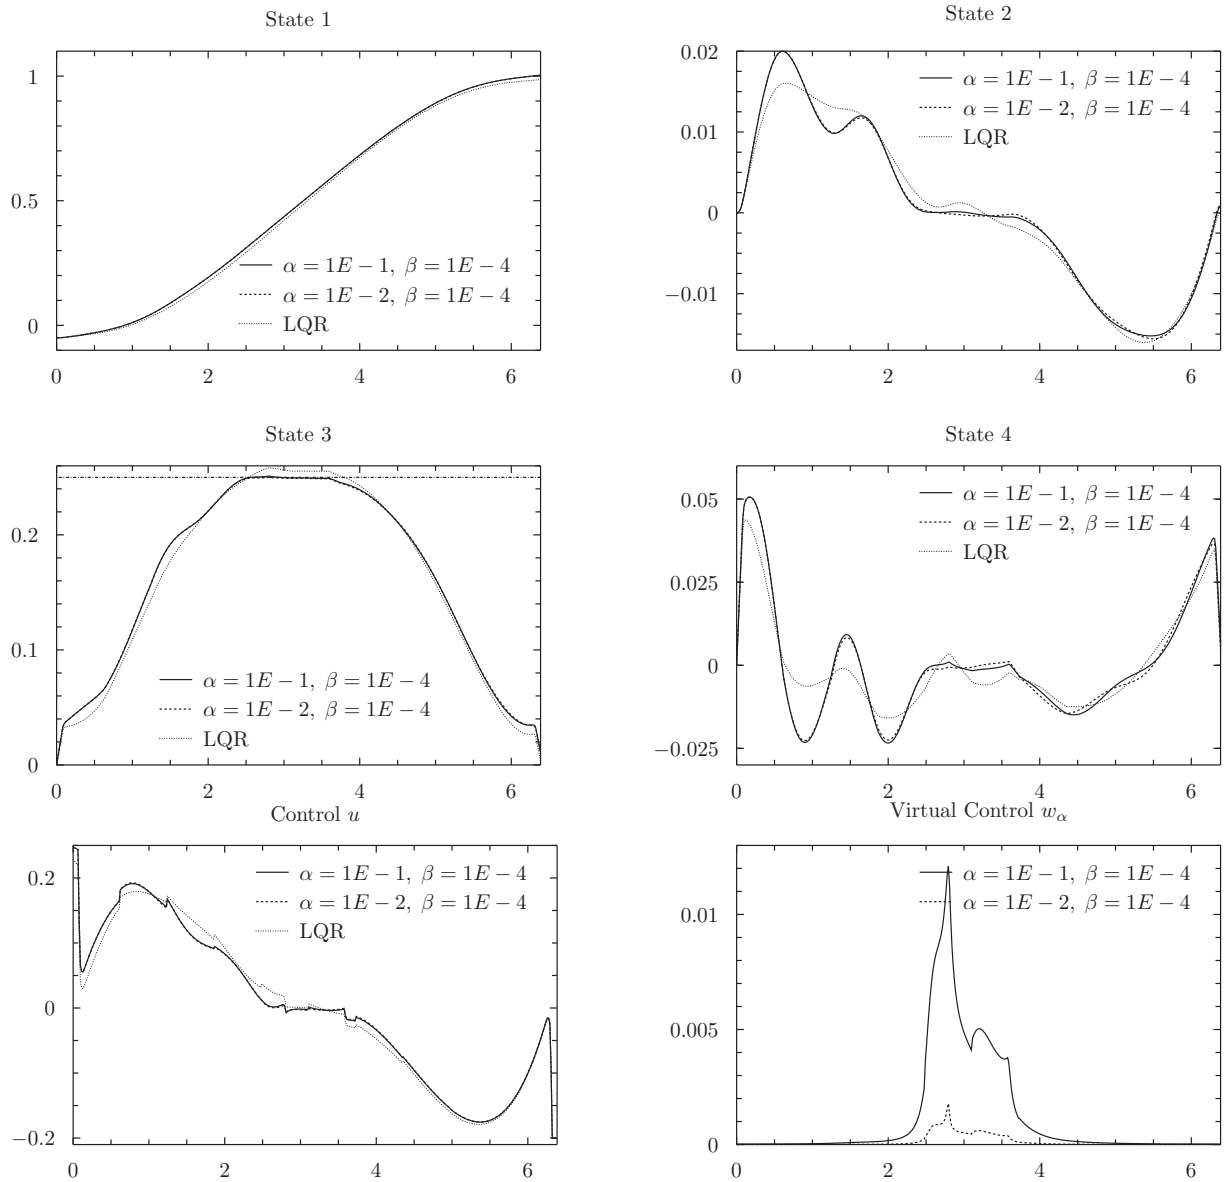 State 1
1
0.5
0
α = 1E − 1, β = 1E − 4
α = 1E − 2, β = 1E − 4
LQR
0 2 4 6
State 2
0.02
0.01
0
−0.01
α = 1E − 1, β = 1E − 4
α = 1E − 2, β = 1E − 4
LQR
0 2 4 6
State 3
0.2
0.1
0
α = 1E − 1, β = 1E − 4
α = 1E − 2, β = 1E − 4
LQR
0 2 4 6
State 4
0.05
0.025
0
−0.025
α = 1E − 1, β = 1E − 4
α = 1E − 2, β = 1E − 4
LQR
0 2 4 6
Control u
0.2
0
−0.2
α = 1E − 1, β = 1E − 4
α = 1E − 2, β = 1E − 4
LQR
0 2 4 6
Virtual Control wα
0.01
0.005
0
α = 1E − 1, β = 1E − 4
α = 1E − 2, β = 1E − 4
0 2 4 6